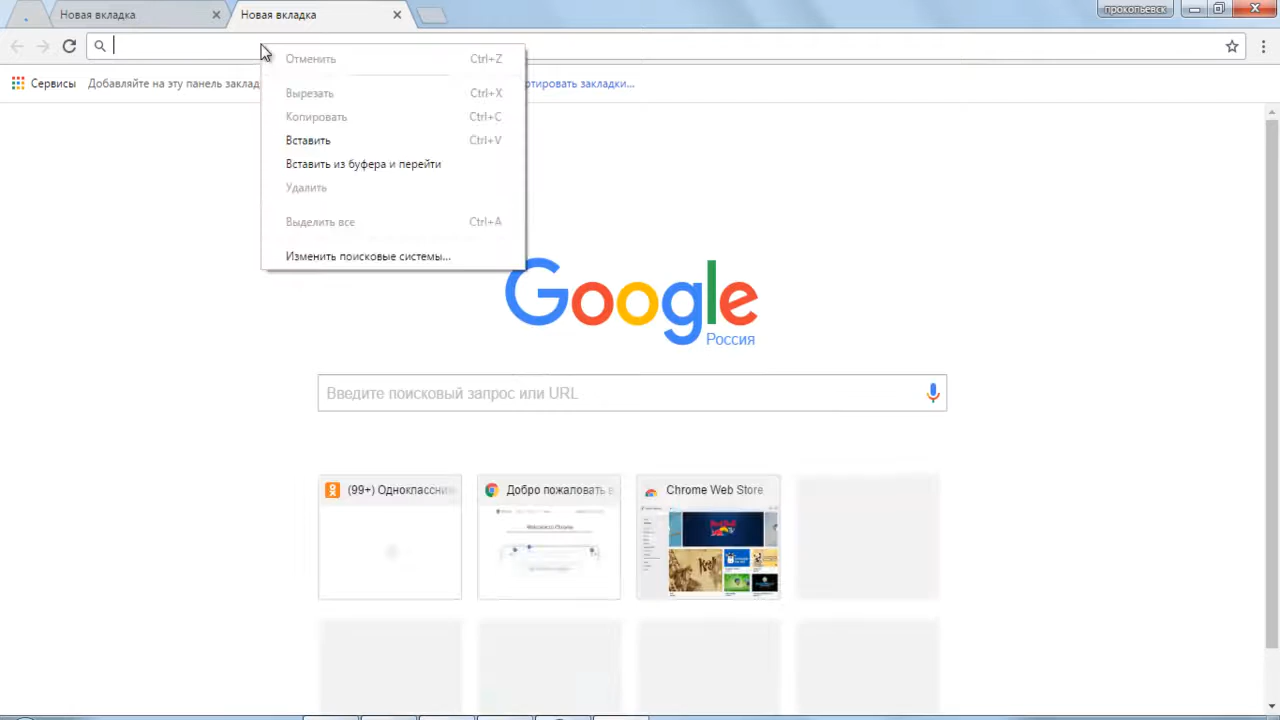 Новая вкладка
Новая вкладка
прокопьевск
Сервисы
Добавляйте на эту панель заклад
ртировать закладки...
Отменить Ctrl+Z
Вырезать Ctrl+X
Копировать Ctrl+C
Вставить Ctrl+V
Вставить из буфера и перейти
Удалить
Выделить все Ctrl+A
Изменить поисковые системы...
Google
Россия
Введите поисковый запрос или URL
(99+) Одноклассник
Добро пожаловать в
Chrome Web Store